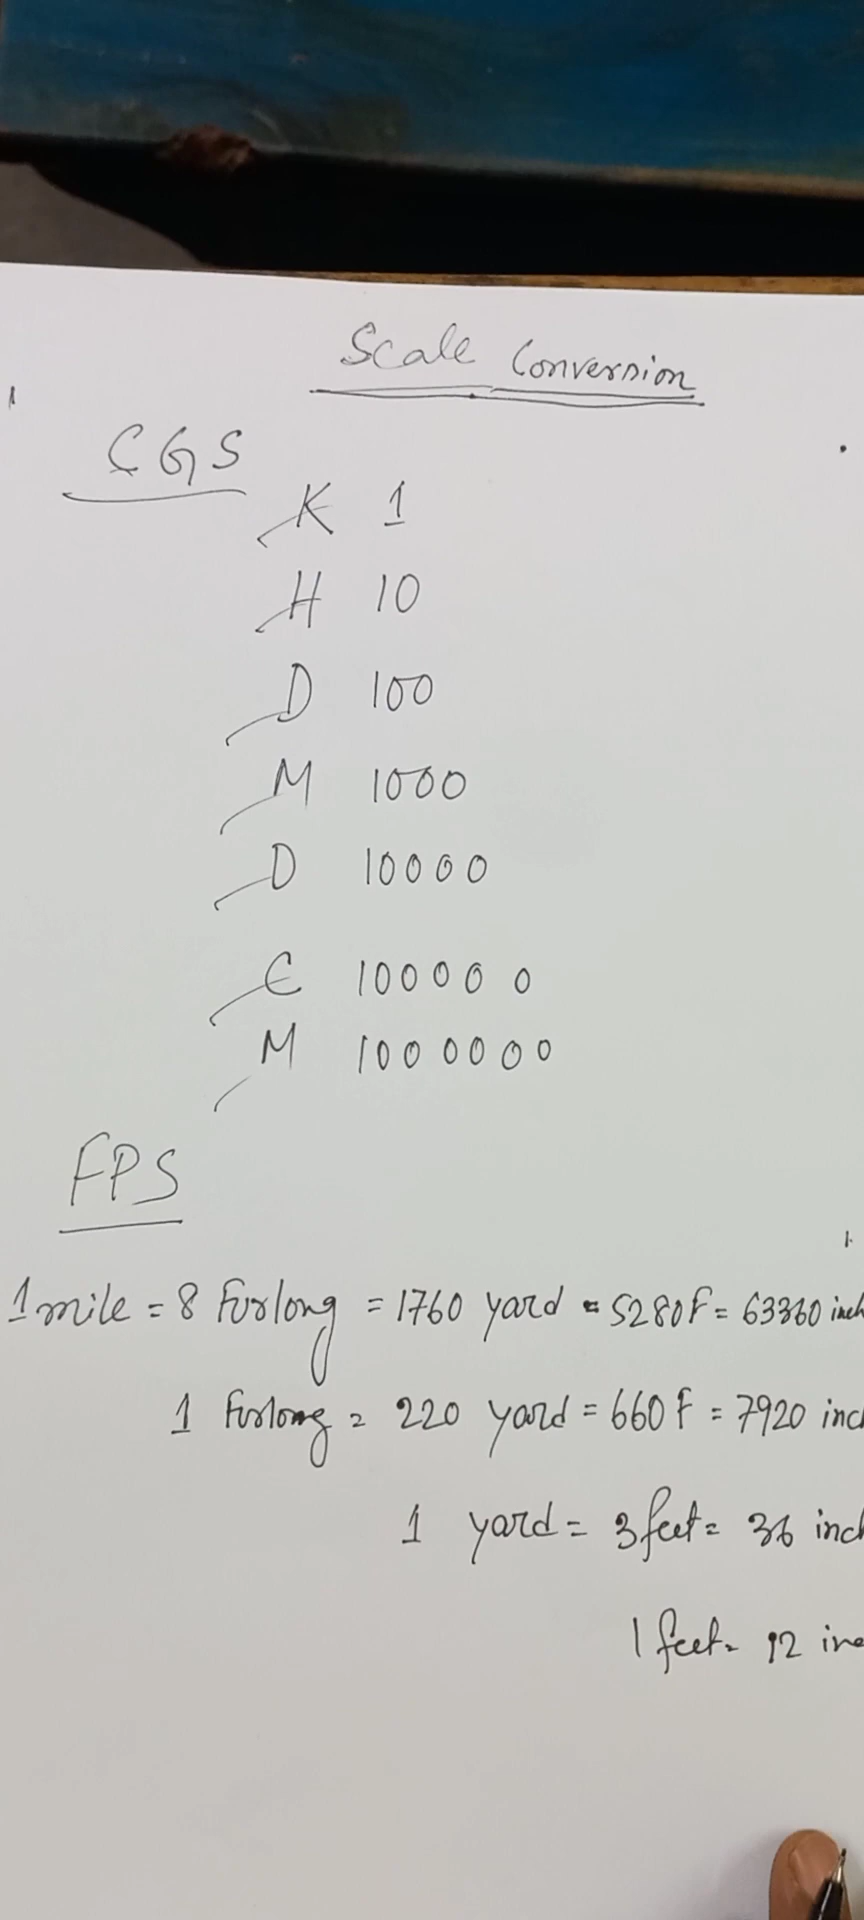 Scale Conversion
CGS
K 1
H 10
D 100
M 1000
D 10000
C 100000
M 1000000
FPS
1 mile = 8 Furlong = 1760 yard = 5280F = 63360 inch
1 Furlong = 220 yard = 660 F = 7920 inch
1 yard = 3 feet = 36 inch
1 feet = 12 inc